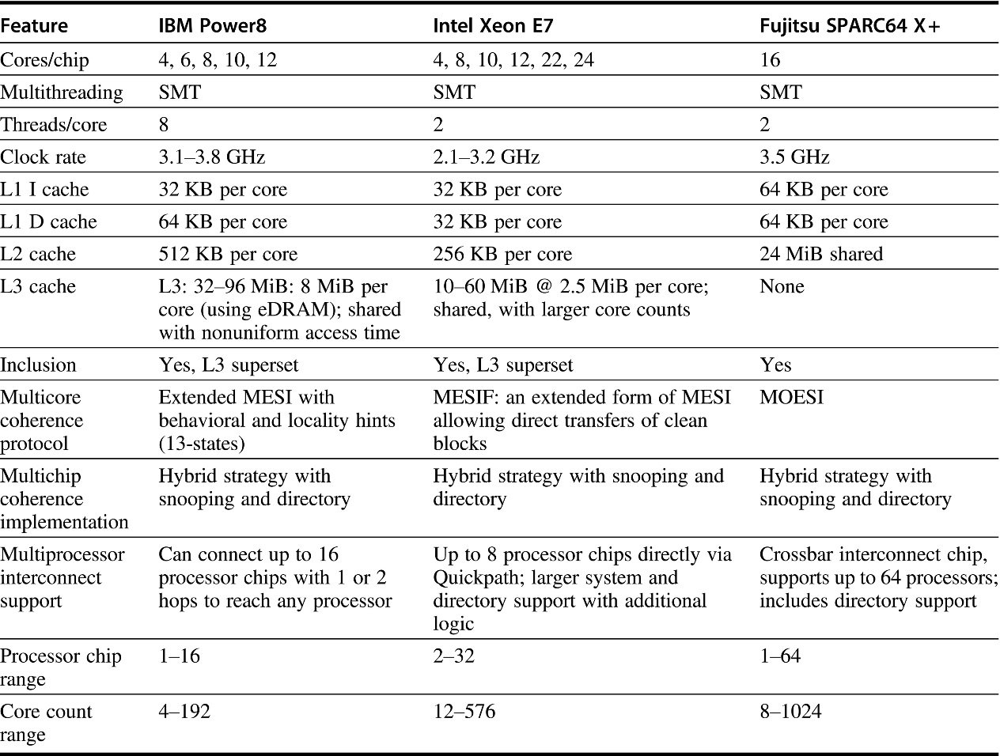 Feature IBM Power8 Intel Xeon E7 Fujitsu SPARC64 X+
Cores/chip 4, 6, 8, 10, 12 4, 8, 10, 12, 22, 24 16
Multithreading SMT SMT SMT
Threads/core 8 2 2
Clock rate 3.1–3.8 GHz 2.1–3.2 GHz 3.5 GHz
L1 I cache 32 KB per core 32 KB per core 64 KB per core
L1 D cache 64 KB per core 32 KB per core 64 KB per core
L2 cache 512 KB per core 256 KB per core 24 MiB shared
L3 cache L3: 32–96 MiB: 8 MiB per 10–60 MiB @ 2.5 MiB per core; None
core (using eDRAM); shared shared, with larger core counts
with nonuniform access time
Inclusion Yes, L3 superset Yes, L3 superset Yes
Multicore Extended MESI with MESIF: an extended form of MESI MOESI
coherence behavioral and locality hints allowing direct transfers of clean
protocol (13-states) blocks
Multichip Hybrid strategy with Hybrid strategy with snooping and Hybrid strategy with
coherence snooping and directory directory snooping and directory
implementation
Multiprocessor Can connect up to 16 Up to 8 processor chips directly via Crossbar interconnect chip,
interconnect processor chips with 1 or 2 Quickpath; larger system and supports up to 64 processors;
support hops to reach any processor directory support with additional includes directory support
logic
Processor chip 1–16 2–32 1–64
range
Core count 4–192 12–576 8–1024
range